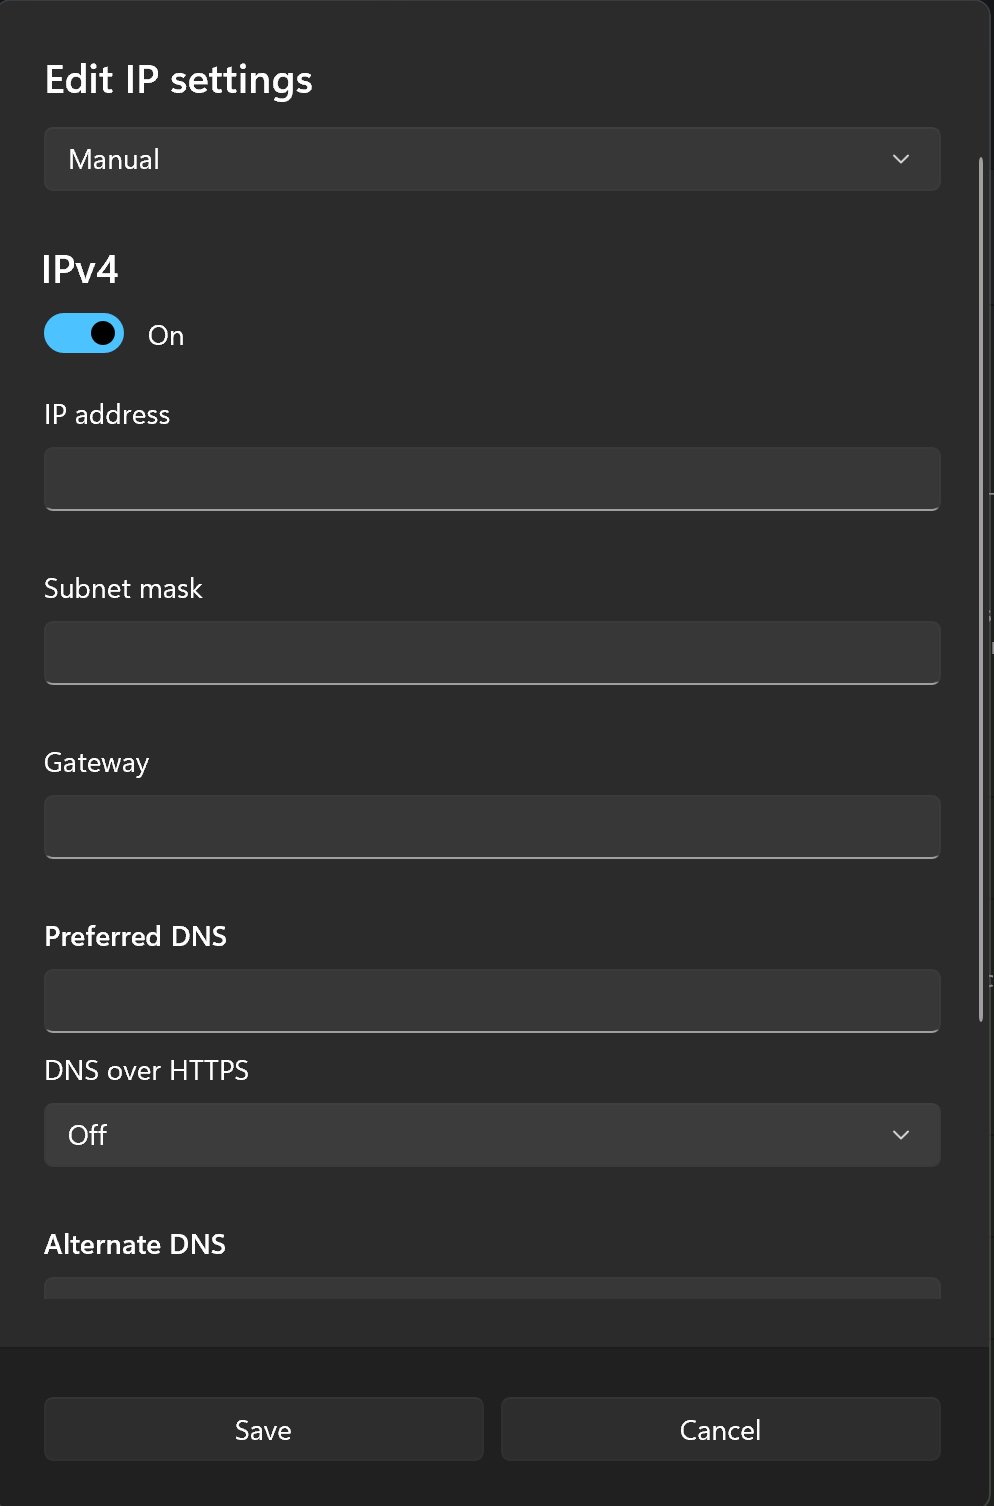 Edit IP settings
Manual
IPv4
On
IP address
Subnet mask
Gateway
Preferred DNS
DNS over HTTPS
Off
Alternate DNS
Save
Cancel